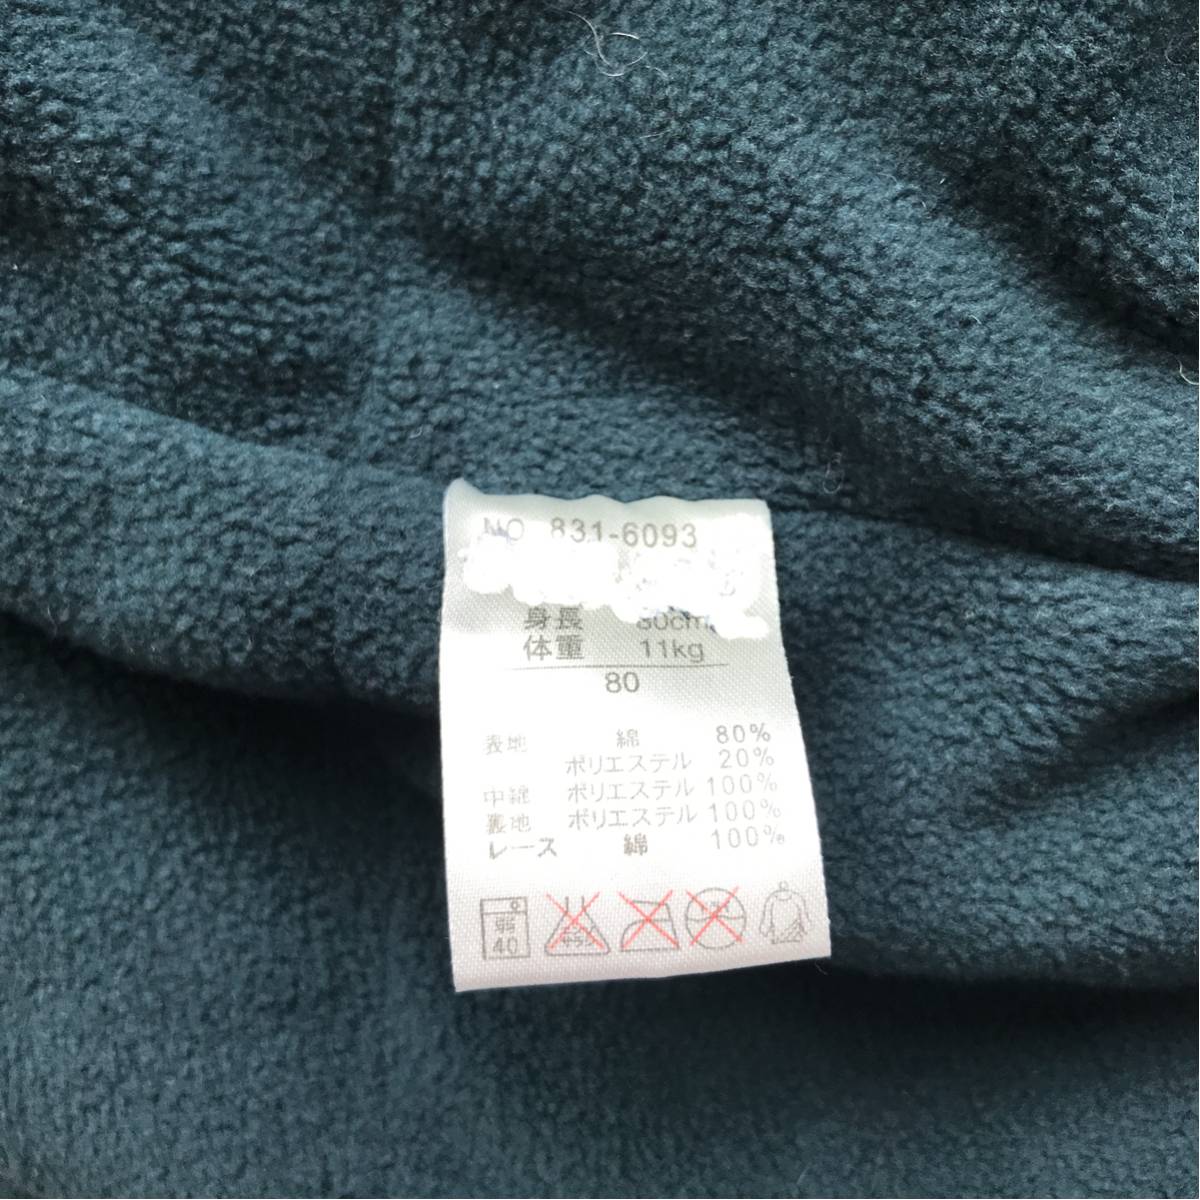 NO 831-6093
身長 80cm
体重 11kg
80
表地 綿 80%
ポリエステル 20%
中綿 ポリエステル 100%
裏地 ポリエステル 100%
レース 綿 100%
弱
40